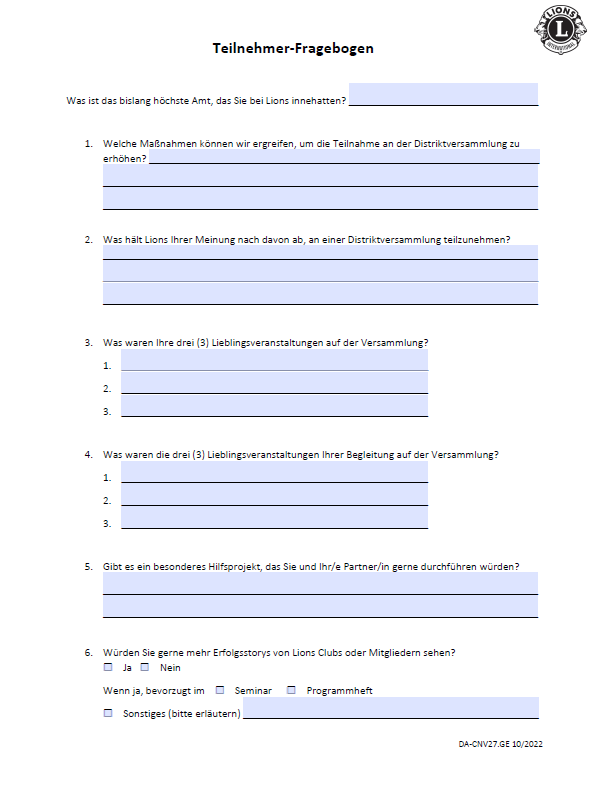 LIONS
L
INTERNATIONAL
Teilnehmer-Fragebogen
Was ist das bislang höchste Amt, das Sie bei Lions innehatten?
1. Welche Maßnahmen können wir ergreifen, um die Teilnahme an der Distriktversammlung zu
erhöhen?
2. Was hält Lions Ihrer Meinung nach davon ab, an einer Distriktversammlung teilzunehmen?
3. Was waren Ihre drei (3) Lieblingsveranstaltungen auf der Versammlung?
1.
2.
3.
4. Was waren die drei (3) Lieblingsveranstaltungen Ihrer Begleitung auf der Versammlung?
1.
2.
3.
5. Gibt es ein besonderes Hilfsprojekt, das Sie und Ihr/e Partner/in gerne durchführen würden?
6. Würden Sie gerne mehr Erfolgsstorys von Lions Clubs oder Mitgliedern sehen?
Ja Nein
Wenn ja, bevorzugt im Seminar Programmheft
Sonstiges (bitte erläutern)
DA-CNV27.GE 10/2022